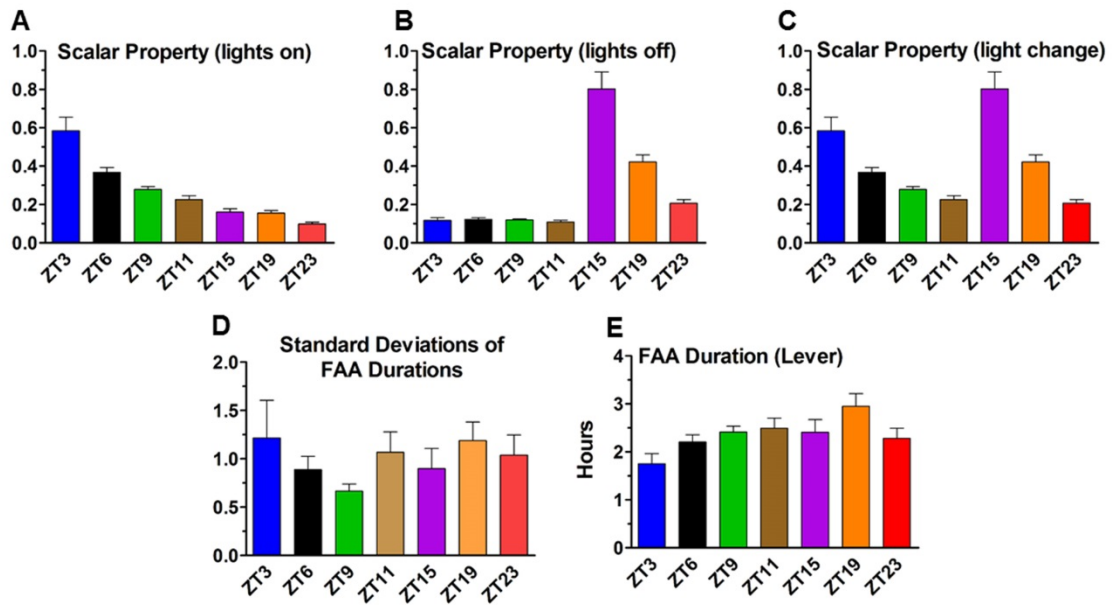 A
Scalar Property (lights on)
1.0
0.8
0.6
0.4
0.2
0.0
ZT3
ZT6
ZT9
ZT11
ZT15
ZT19
ZT23
B
Scalar Property (lights off)
1.0
0.8
0.6
0.4
0.2
0.0
ZT3
ZT6
ZT9
ZT11
ZT15
ZT19
ZT23
C
Scalar Property (light change)
1.0
0.8
0.6
0.4
0.2
0.0
ZT3
ZT6
ZT9
ZT11
ZT15
ZT19
ZT23
D
Standard Deviations of
FAA Durations
2.0
1.5
1.0
0.5
0.0
ZT3
ZT6
ZT9
ZT11
ZT15
ZT19
ZT23
E
FAA Duration (Lever)
Hours
4
3
2
1
0
ZT3
ZT6
ZT9
ZT11
ZT15
ZT19
ZT23